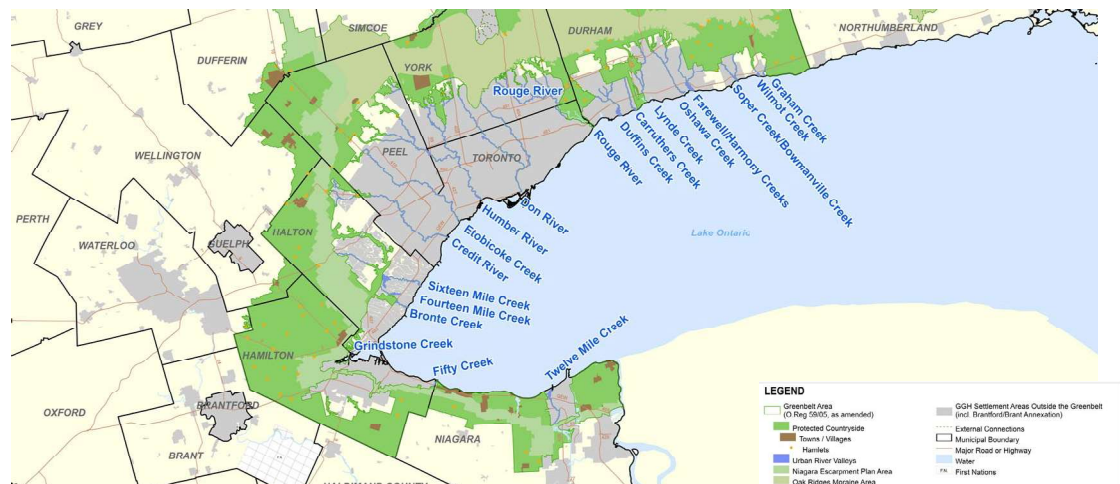 GREY
SIMCOE
DURHAM
NORTHUMBERLAND
DUFFERIN
YORK
Rouge River
Graham Creek
Wilmot Creek
Soper Creek/Bowmanville Creek
Farewell/Harmony Creeks
Oshawa Creek
Lynde Creek
Carruthers Creek
Duffins Creek
Rouge River
WELLINGTON
PEEL
TORONTO
PERTH
WATERLOO
GUELPH
HALTON
Don River
Humber River
Etobicoke Creek
Credit River
Lake Ontario
Sixteen Mile Creek
Fourteen Mile Creek
Bronte Creek
Grindstone Creek
HAMILTON
Fifty Creek
Twelve Mile Creek
OXFORD
BRANTFORD
NIAGARA
BRANT
LEGEND
Greenbelt Area
(O.Reg 59/05, as amended)
Protected Countryside
Towns / Villages
Hamlets
Urban River Valleys
Niagara Escarpment Plan Area
Oak Ridges Moraine Area
GGH Settlement Areas Outside the Greenbelt
(incl. Brantford/Brant Annexation)
External Connections
Municipal Boundary
Major Road or Highway
Water
FN First Nations